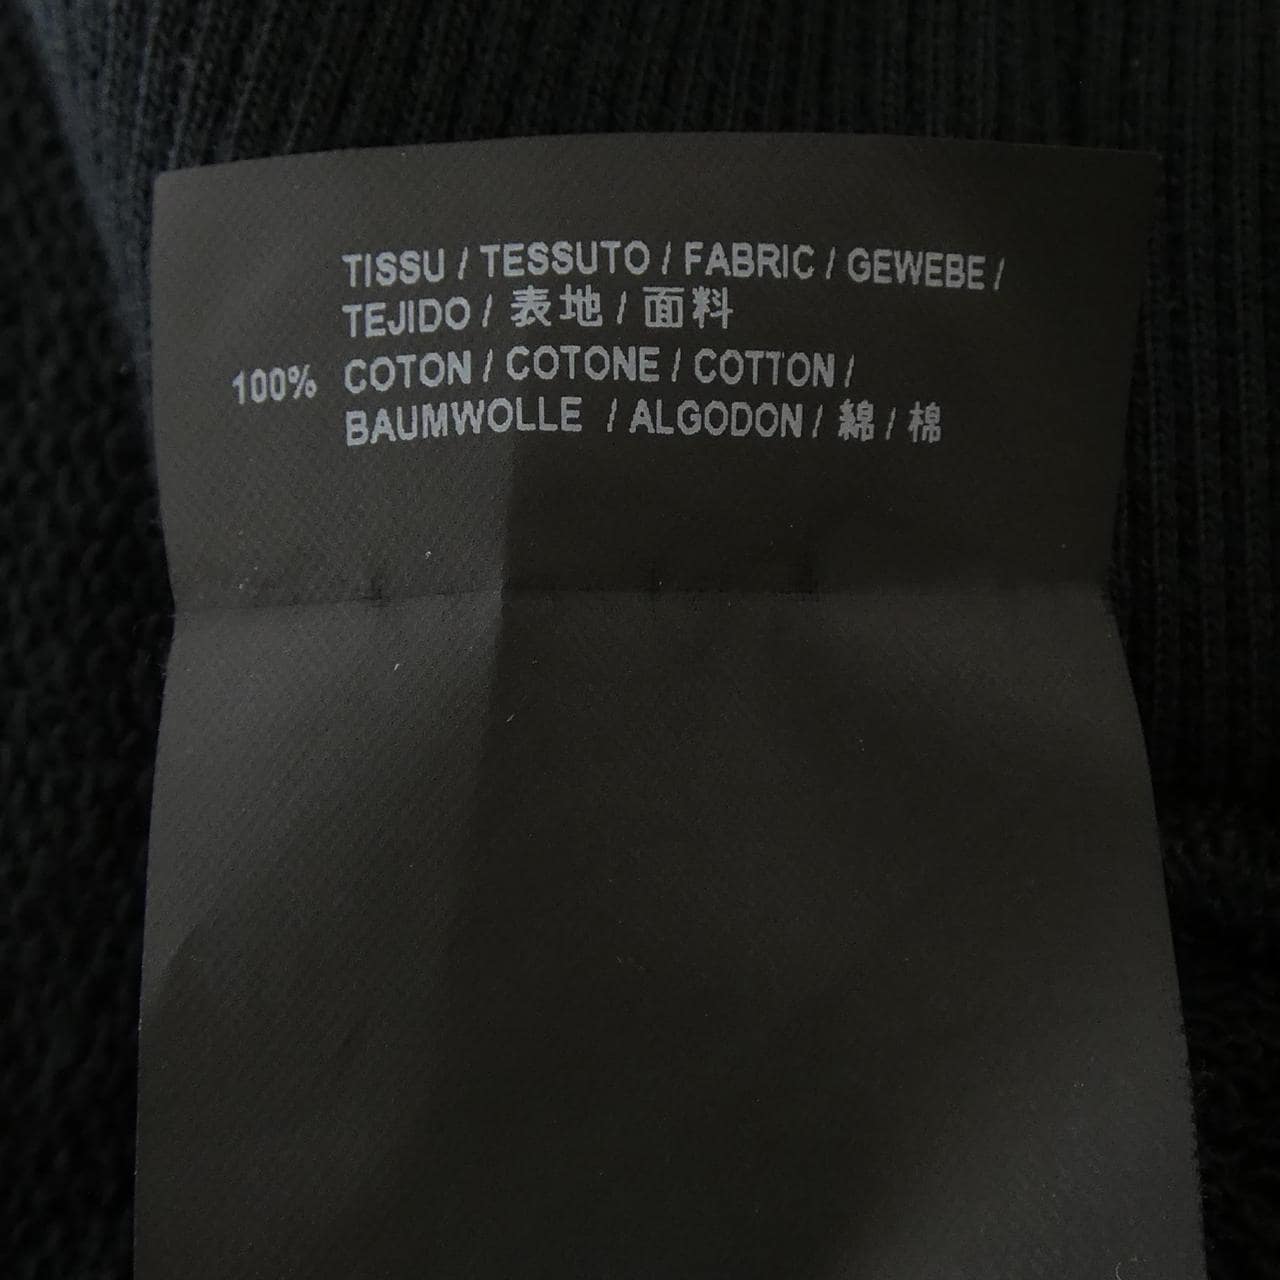 TISSU / TESSUTO / FABRIC / GEWEBE /
TEJIDO / 表地 / 面料
100% COTON / COTONE / COTTON /
BAUMWOLLE / ALGODON / 綿 / 棉